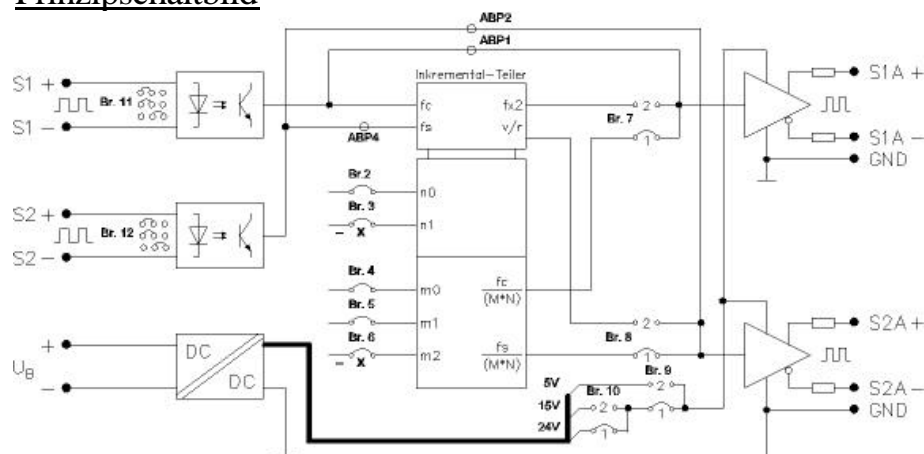 Prinzipschaltbild
ABP2
ABP1
Inkremental-Teiler
S1 +
Br. 11
S1 -
fc
fx2
fs
v/r
ABP4
2
Br. 7
1
S1A +
S1A -
GND
Br.2
n0
Br. 3
n1
- X
S2 +
Br. 12
S2 -
Br. 4
m0
Br. 5
m1
Br. 6
m2
- X
fc
(M*N)
fs
(M*N)
2
Br. 8
1
S2A +
S2A -
GND
+
UB
-
DC
DC
5V
15V
24V
Br. 9
2
1
Br. 10
2
1